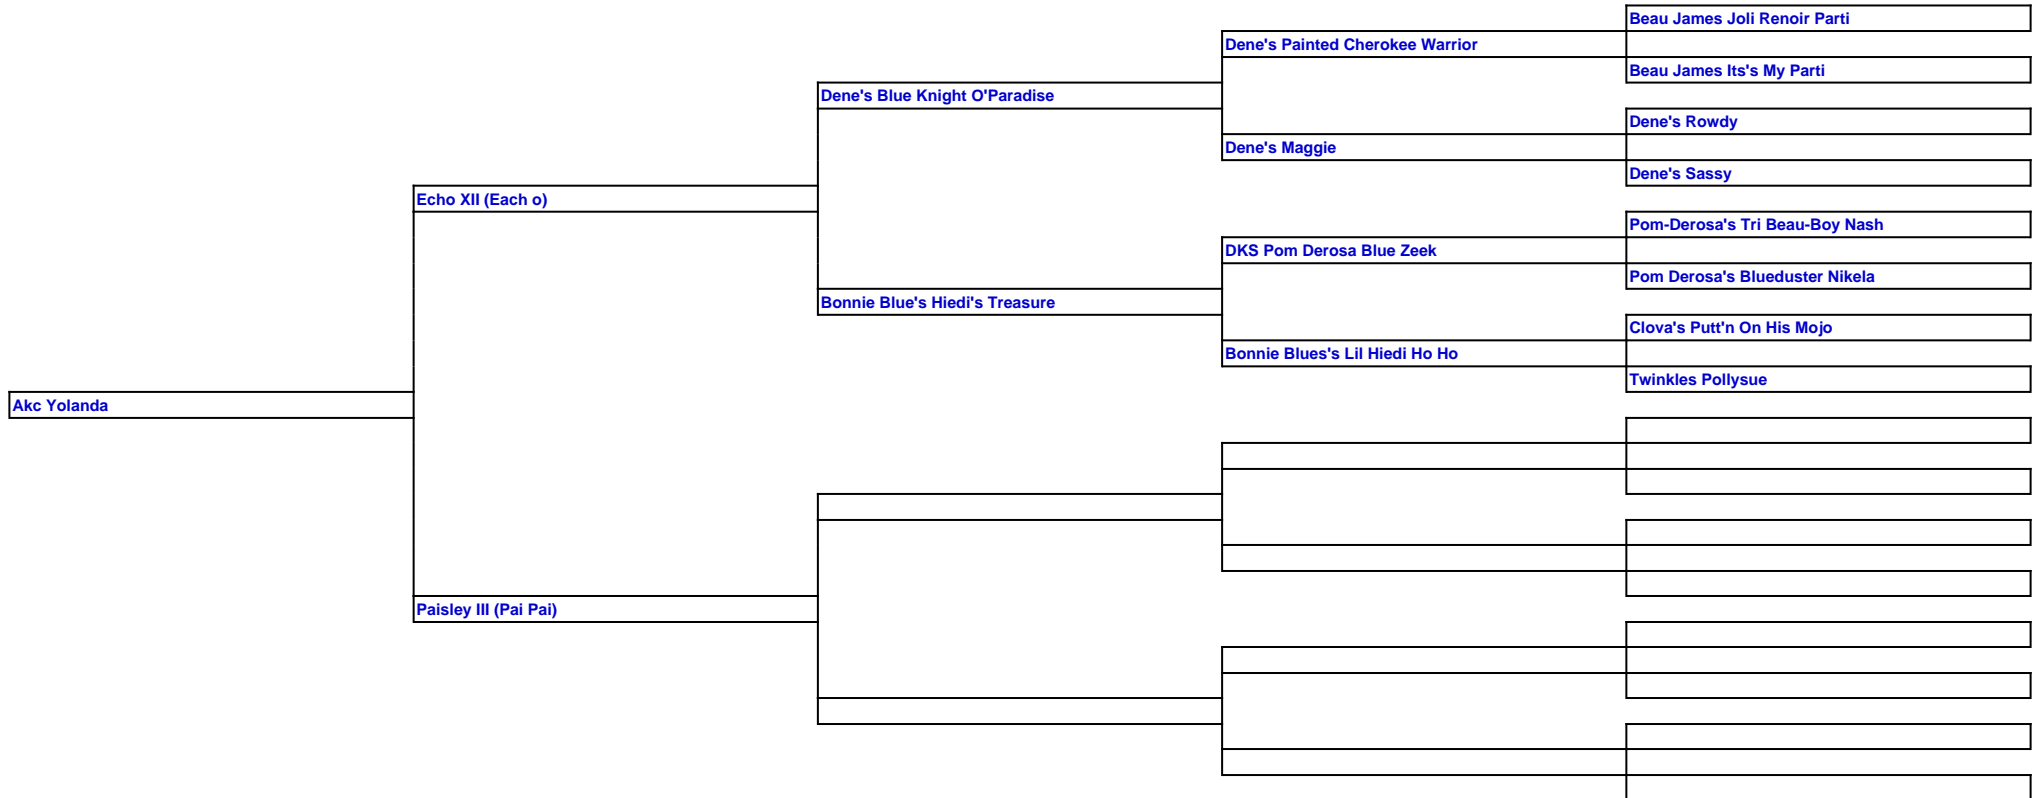 Beau James Joli Renoir Parti
Dene's Painted Cherokee Warrior
Beau James Its's My Parti
Dene's Blue Knight O'Paradise
Dene's Rowdy
Dene's Maggie
Dene's Sassy
Echo XII (Each o)
Pom-Derosa's Tri Beau-Boy Nash
DKS Pom Derosa Blue Zeek
Pom Derosa's Blueduster Nikela
Bonnie Blue's Hiedi's Treasure
Clova's Putt'n On His Mojo
Bonnie Blues's Lil Hiedi Ho Ho
Twinkles Pollysue
Akc Yolanda
Paisley III (Pai Pai)